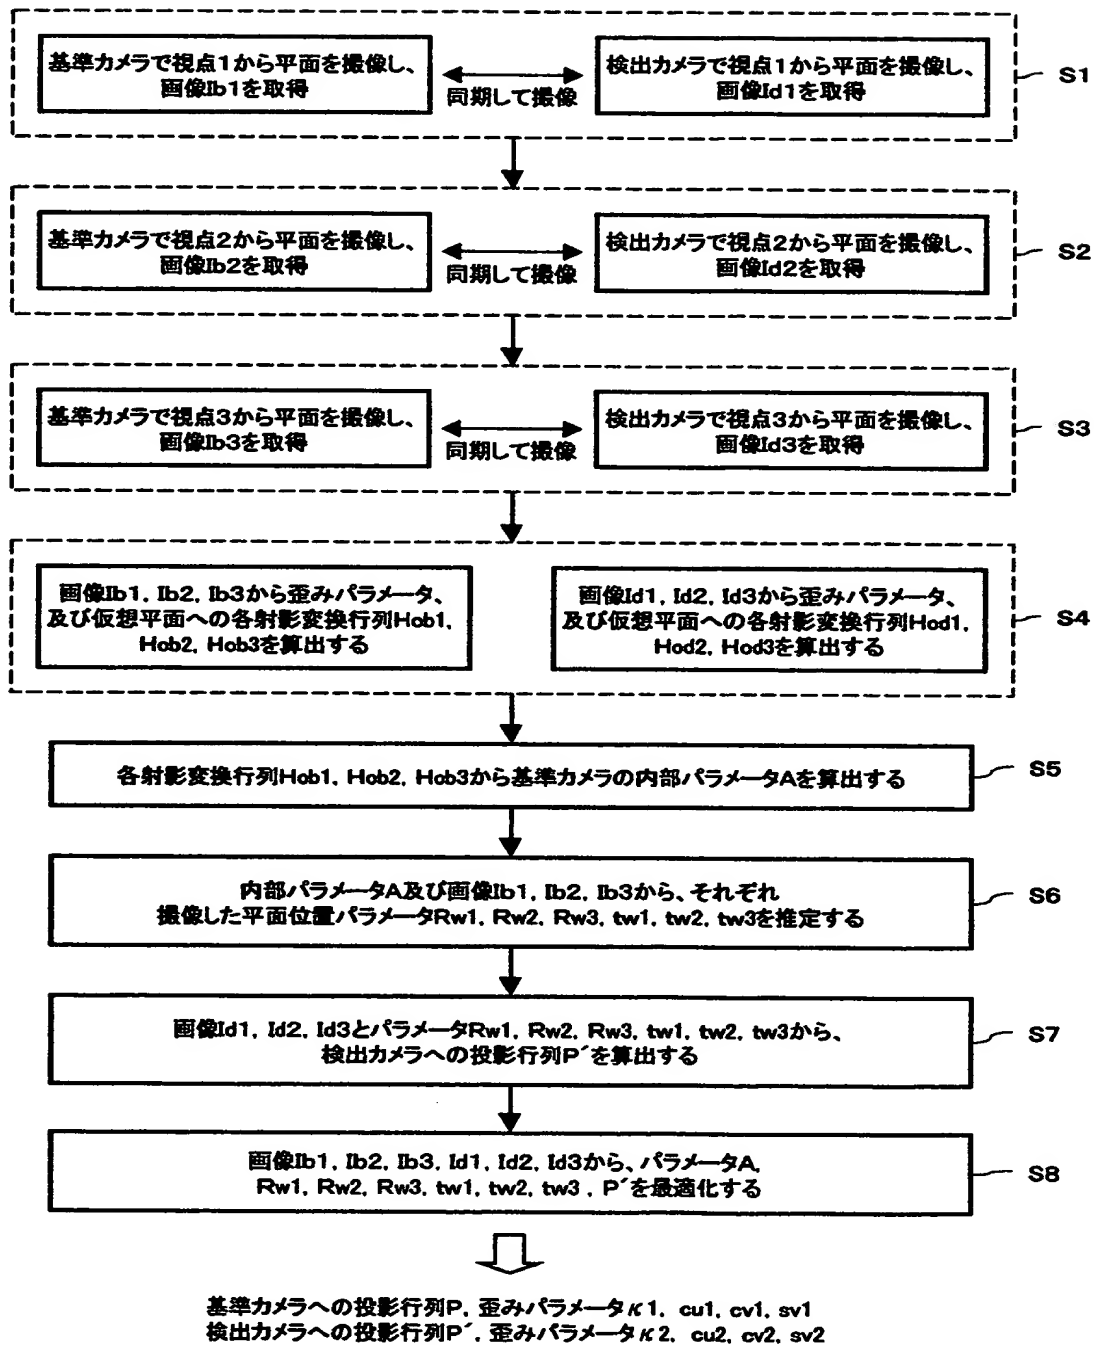 基準カメラで視点1から平面を撮像し、
画像Ib1を取得
同期して撮像
検出カメラで視点1から平面を撮像し、
画像Id1を取得
S1
基準カメラで視点2から平面を撮像し、
画像Ib2を取得
同期して撮像
検出カメラで視点2から平面を撮像し、
画像Id2を取得
S2
基準カメラで視点3から平面を撮像し、
画像Ib3を取得
同期して撮像
検出カメラで視点3から平面を撮像し、
画像Id3を取得
S3
画像Ib1, Ib2, Ib3から歪みパラメータ、
及び仮想平面への各射影変換行列Hob1,
Hob2, Hob3を算出する
画像Id1, Id2, Id3から歪みパラメータ、
及び仮想平面への各射影変換行列Hod1,
Hod2, Hod3を算出する
S4
各射影変換行列Hob1, Hob2, Hob3から基準カメラの内部パラメータAを算出する
S5
内部パラメータA及び画像Ib1, Ib2, Ib3から、それぞれ
撮像した平面位置パラメータRw1, Rw2, Rw3, tw1, tw2, tw3を推定する
S6
画像Id1, Id2, Id3とパラメータRw1, Rw2, Rw3, tw1, tw2, tw3から、
検出カメラへの投影行列P´を算出する
S7
画像Ib1, Ib2, Ib3, Id1, Id2, Id3から、パラメータA,
Rw1, Rw2, Rw3, tw1, tw2, tw3 , P´を最適化する
S8
基準カメラへの投影行列P, 歪みパラメータκ1, cu1, cv1, sv1
検出カメラへの投影行列P´, 歪みパラメータκ2, cu2, cv2, sv2